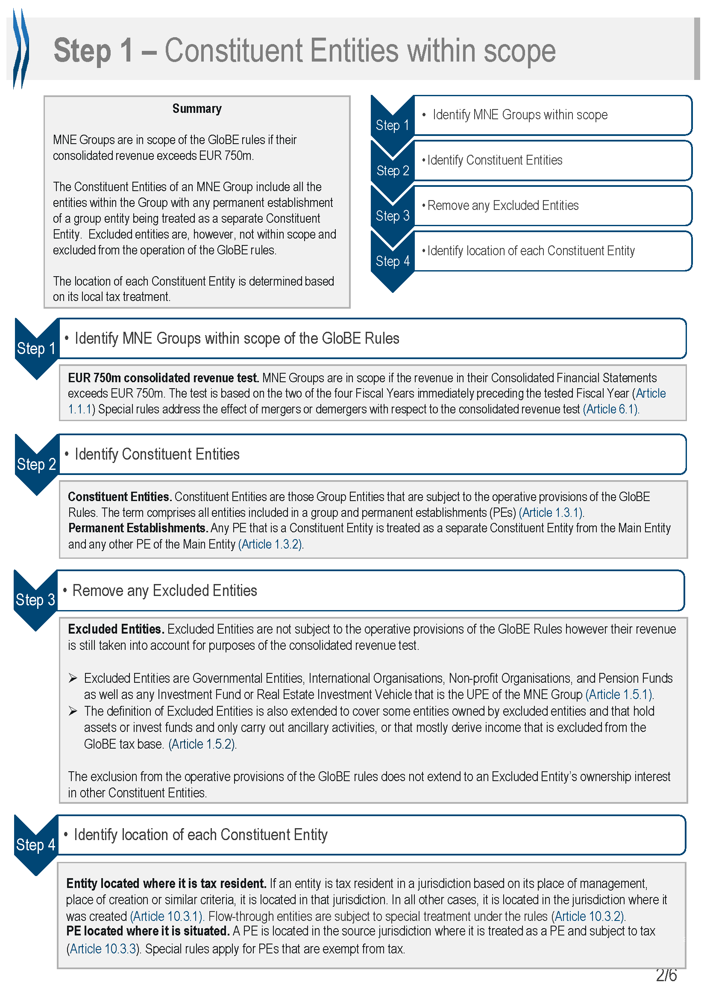 Step 1 – Constituent Entities within scope
Summary
MNE Groups are in scope of the GloBE rules if their
consolidated revenue exceeds EUR 750m.
The Constituent Entities of an MNE Group include all the
entities within the Group with any permanent establishment
of a group entity being treated as a separate Constituent
Entity.  Excluded entities are, however, not within scope and
excluded from the operation of the GloBE rules.
The location of each Constituent Entity is determined based
on its local tax treatment.
Step 1
• Identify MNE Groups within scope
Step 2
• Identify Constituent Entities
Step 3
• Remove any Excluded Entities
Step 4
• Identify location of each Constituent Entity
Step 1
• Identify MNE Groups within scope of the GloBE Rules
EUR 750m consolidated revenue test. MNE Groups are in scope if the revenue in their Consolidated Financial Statements
exceeds EUR 750m. The test is based on the two of the four Fiscal Years immediately preceding the tested Fiscal Year (Article
1.1.1) Special rules address the effect of mergers or demergers with respect to the consolidated revenue test (Article 6.1).
Step 2
• Identify Constituent Entities
Constituent Entities. Constituent Entities are those Group Entities that are subject to the operative provisions of the GloBE
Rules. The term comprises all entities included in a group and permanent establishments (PEs) (Article 1.3.1).
Permanent Establishments. Any PE that is a Constituent Entity is treated as a separate Constituent Entity from the Main Entity
and any other PE of the Main Entity (Article 1.3.2).
Step 3
• Remove any Excluded Entities
Excluded Entities. Excluded Entities are not subject to the operative provisions of the GloBE Rules however their revenue
is still taken into account for purposes of the consolidated revenue test.
➢ Excluded Entities are Governmental Entities, International Organisations, Non-profit Organisations, and Pension Funds
as well as any Investment Fund or Real Estate Investment Vehicle that is the UPE of the MNE Group (Article 1.5.1).
➢ The definition of Excluded Entities is also extended to cover some entities owned by excluded entities and that hold
assets or invest funds and only carry out ancillary activities, or that mostly derive income that is excluded from the
GloBE tax base. (Article 1.5.2).
The exclusion from the operative provisions of the GloBE rules does not extend to an Excluded Entity’s ownership interest
in other Constituent Entities.
Step 4
• Identify location of each Constituent Entity
Entity located where it is tax resident. If an entity is tax resident in a jurisdiction based on its place of management,
place of creation or similar criteria, it is located in that jurisdiction. In all other cases, it is located in the jurisdiction where it
was created (Article 10.3.1). Flow-through entities are subject to special treatment under the rules (Article 10.3.2).
PE located where it is situated. A PE is located in the source jurisdiction where it is treated as a PE and subject to tax
(Article 10.3.3). Special rules apply for PEs that are exempt from tax.
2/6